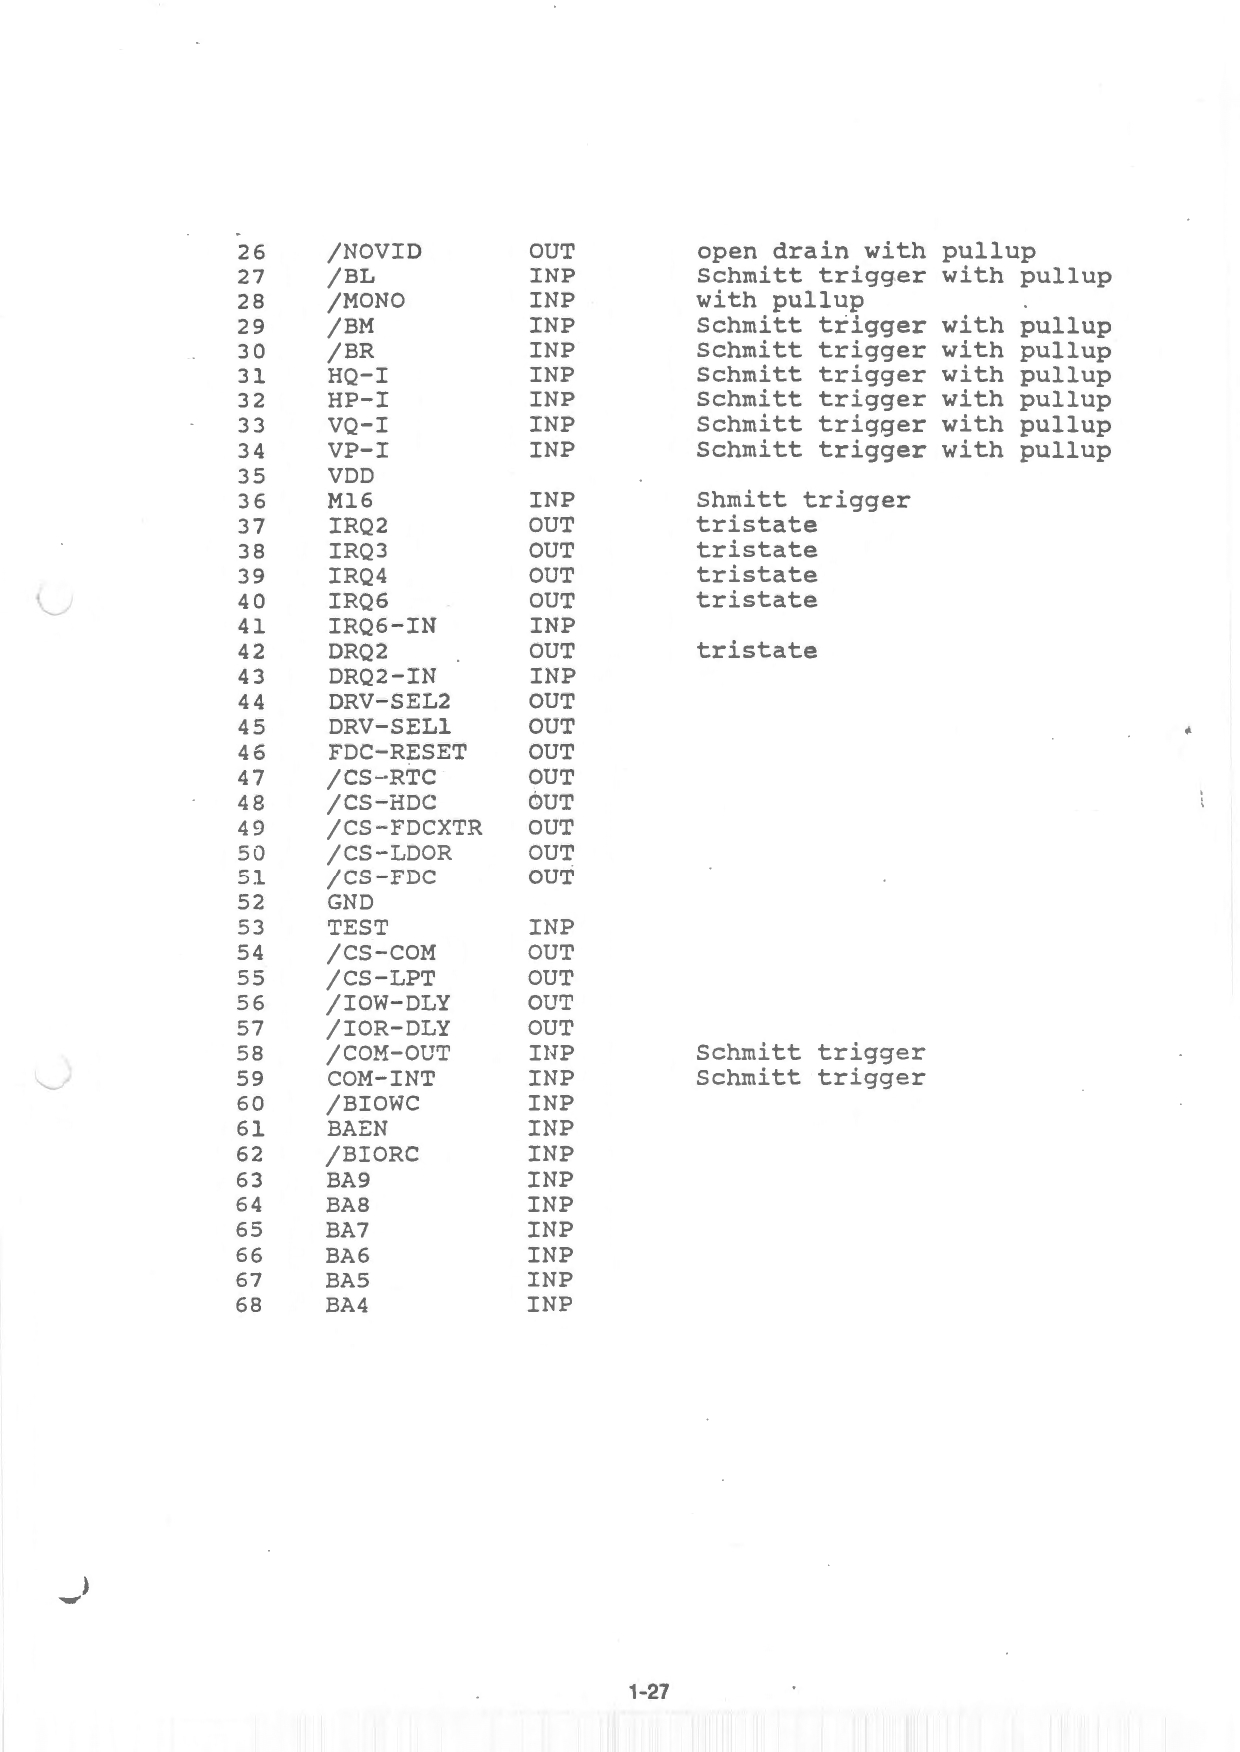 26 /NOVID OUT open drain with pullup
27 /BL INP Schmitt trigger with pullup
28 /MONO INP with pullup
29 /BM INP Schmitt trigger with pullup
30 /BR INP Schmitt trigger with pullup
31 HQ-I INP Schmitt trigger with pullup
32 HP-I INP Schmitt trigger with pullup
33 VQ-I INP Schmitt trigger with pullup
34 VP-I INP Schmitt trigger with pullup
35 VDD
36 M16 INP Shmitt trigger
37 IRQ2 OUT tristate
38 IRQ3 OUT tristate
39 IRQ4 OUT tristate
40 IRQ6 OUT tristate
41 IRQ6-IN INP
42 DRQ2 OUT tristate
43 DRQ2-IN INP
44 DRV-SEL2 OUT
45 DRV-SEL1 OUT
46 FDC-RESET OUT
47 /CS-RTC OUT
48 /CS-HDC OUT
49 /CS-FDCXTR OUT
50 /CS-LDOR OUT
51 /CS-FDC OUT
52 GND
53 TEST INP
54 /CS-COM OUT
55 /CS-LPT OUT
56 /IOW-DLY OUT
57 /IOR-DLY OUT
58 /COM-OUT INP Schmitt trigger
59 COM-INT INP Schmitt trigger
60 /BIOWC INP
61 BAEN INP
62 /BIORC INP
63 BA9 INP
64 BA8 INP
65 BA7 INP
66 BA6 INP
67 BA5 INP
68 BA4 INP
1-27